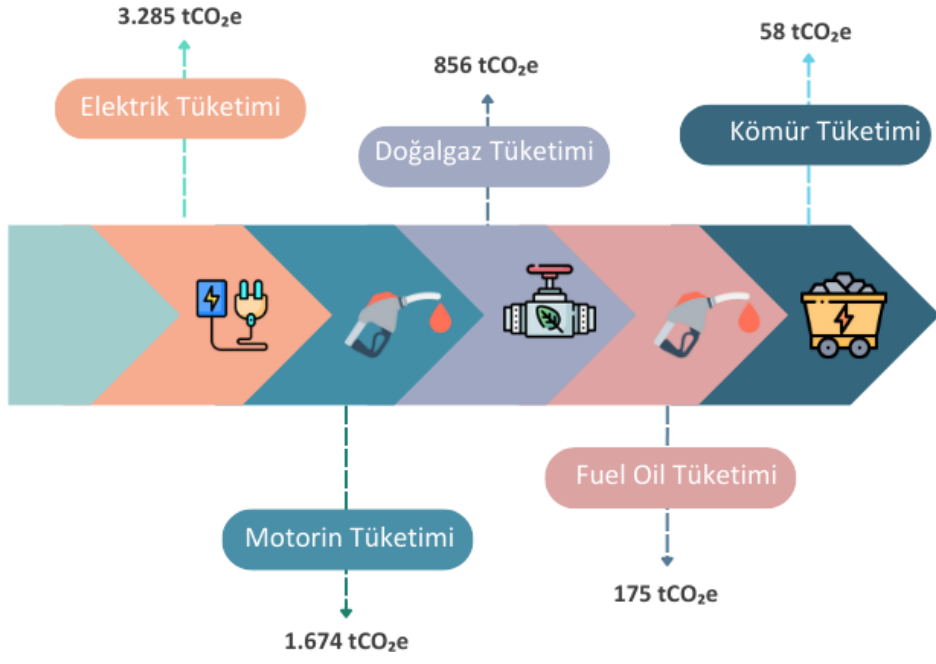 3.285 tCO₂e
Elektrik Tüketimi
856 tCO₂e
Doğalgaz Tüketimi
58 tCO₂e
Kömür Tüketimi
Motorin Tüketimi
1.674 tCO₂e
Fuel Oil Tüketimi
175 tCO₂e